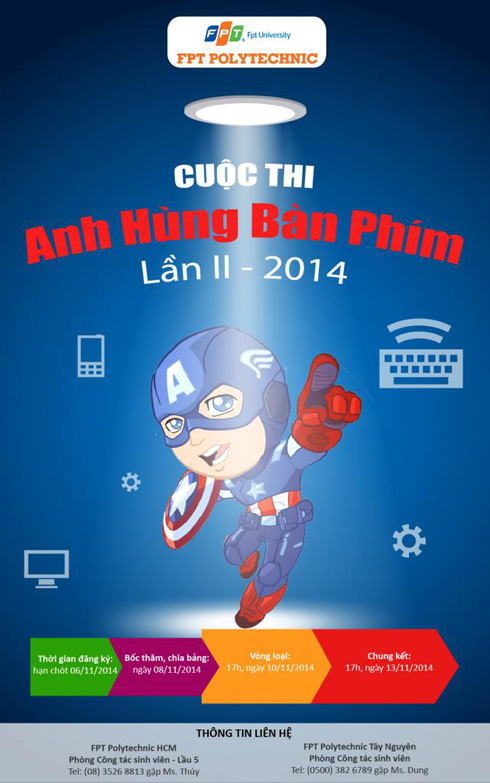 FPT Fpt University
FPT POLYTECHNIC
CUỘC THI
Anh Hùng Bàn Phím
Lần II - 2014
A
Thời gian đăng ký:
hạn chót 06/11/2014
Bốc thăm, chia bảng:
ngày 08/11/2014
Vòng loại:
17h, ngày 10/11/2014
Chung kết:
17h, ngày 13/11/2014
THÔNG TIN LIÊN HỆ
FPT Polytechnic HCM
Phòng Công tác sinh viên - Lầu 5
Tel: (08) 3526 8813 gặp Ms. Thủy
FPT Polytechnic Tây Nguyên
Phòng Công tác sinh viên
Tel: (0500) 382 6789 gặp Ms. Dung